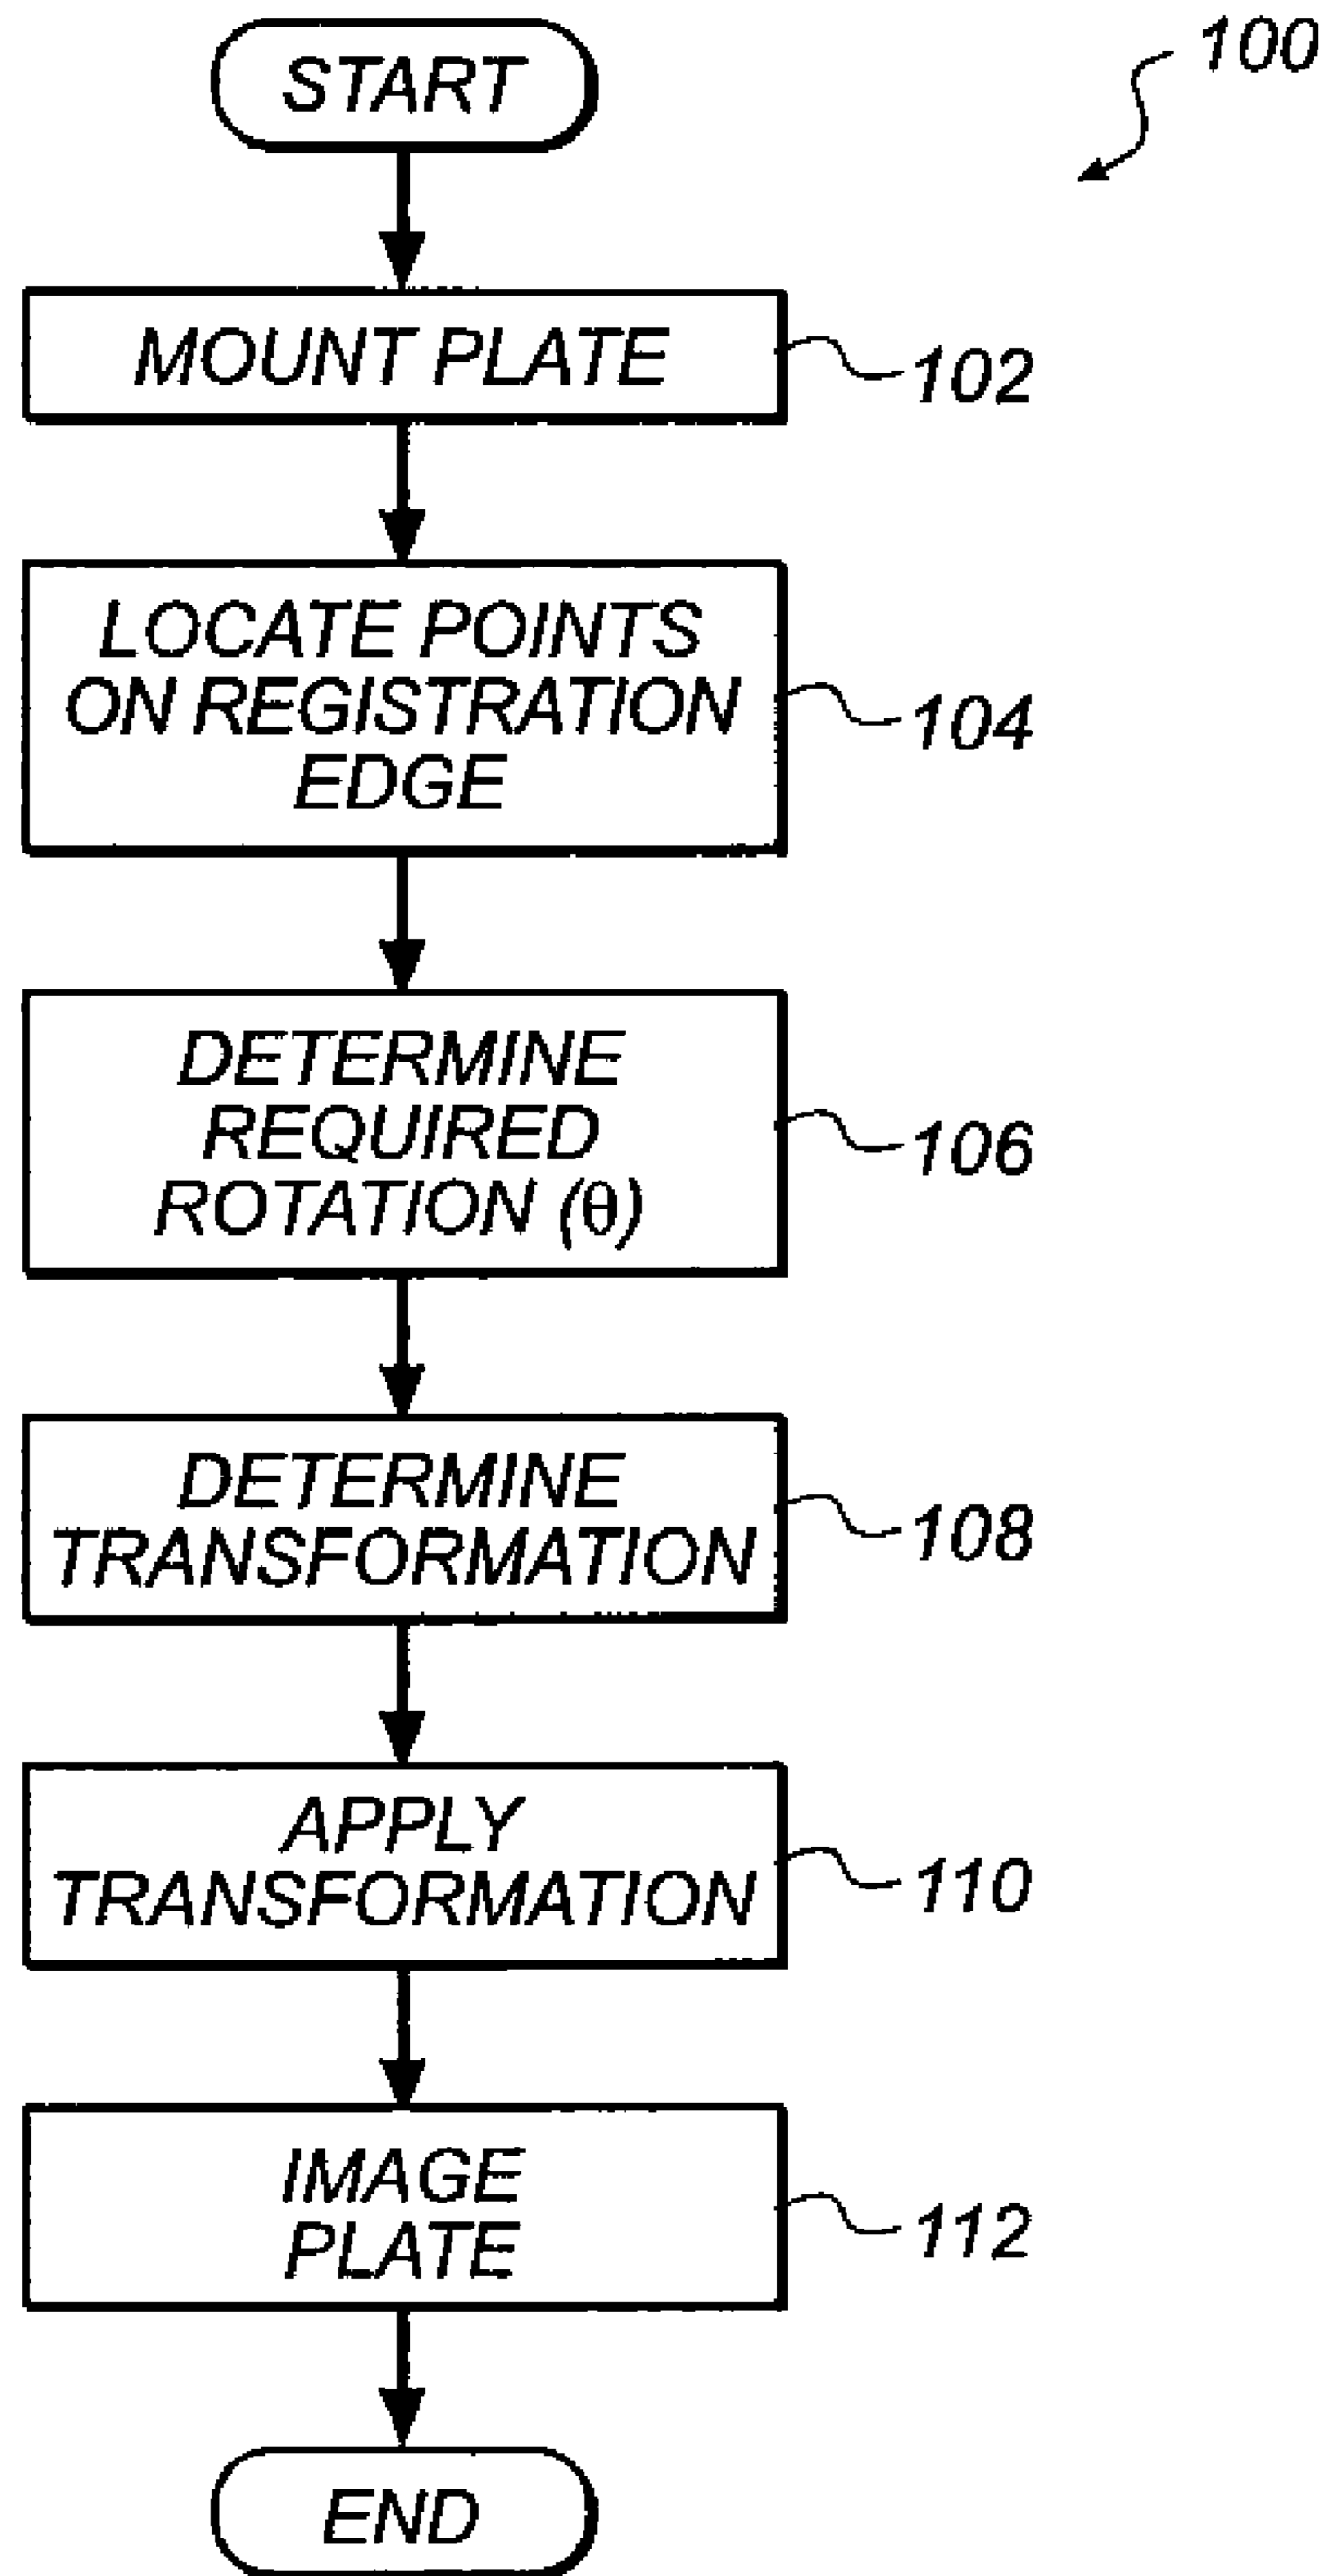 START
100
MOUNT PLATE
102
LOCATE POINTS
ON REGISTRATION
EDGE
104
DETERMINE
REQUIRED
ROTATION (θ)
106
DETERMINE
TRANSFORMATION
108
APPLY
TRANSFORMATION
110
IMAGE
PLATE
112
END